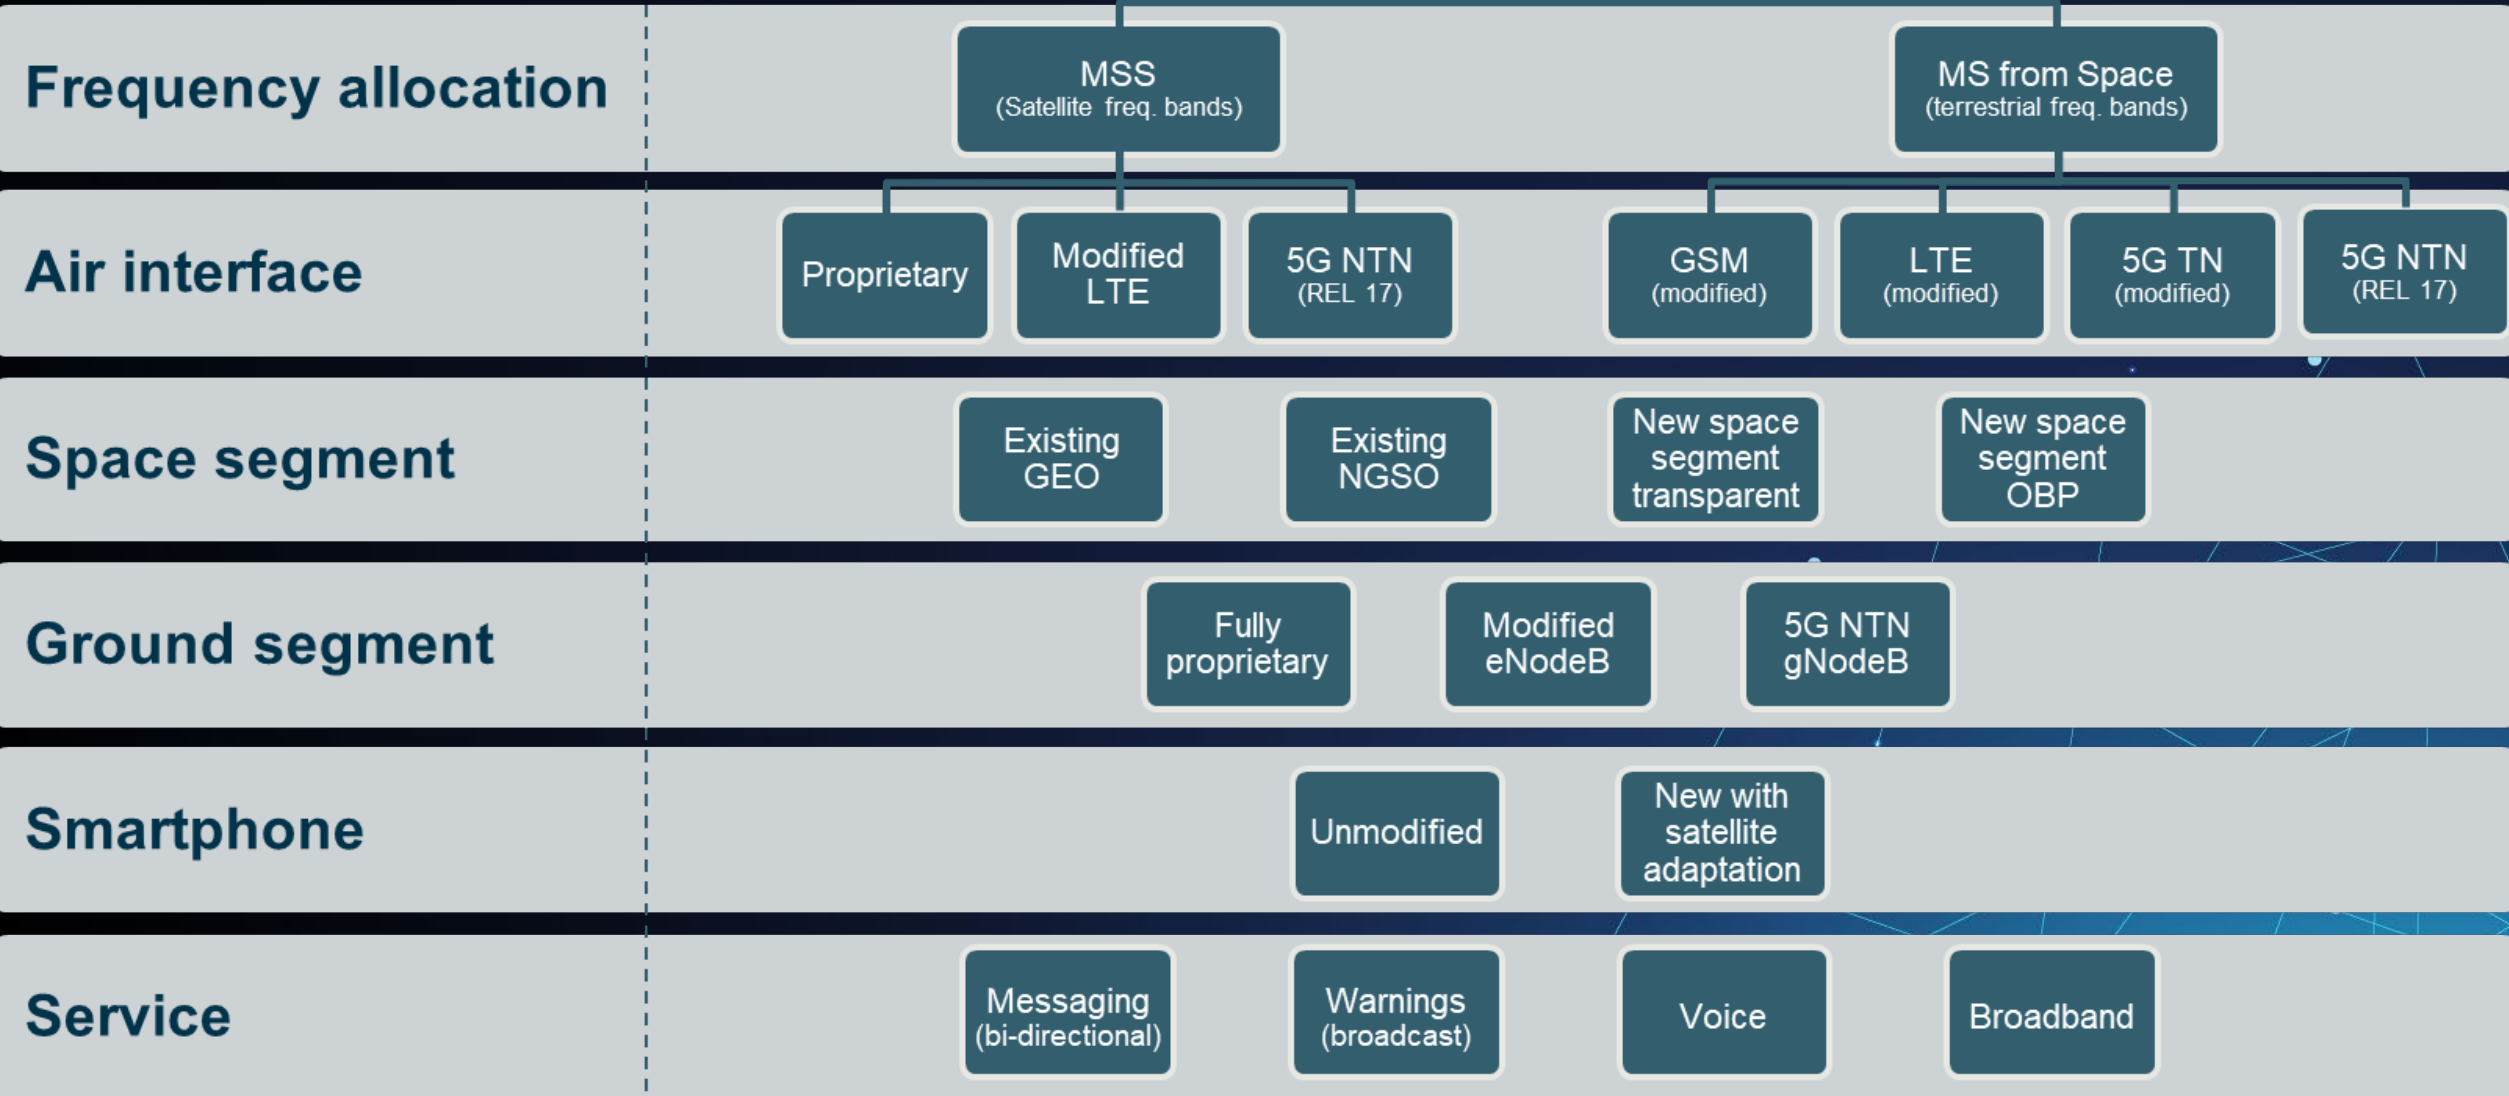 Frequency allocation
MSS
(Satellite freq. bands)
MS from Space
(terrestrial freq. bands)
Air interface
Proprietary
Modified
LTE
5G NTN
(REL 17)
GSM
(modified)
LTE
(modified)
5G TN
(modified)
5G NTN
(REL 17)
Space segment
Existing
GEO
Existing
NGSO
New space
segment
transparent
New space
segment
OBP
Ground segment
Fully
proprietary
Modified
eNodeB
5G NTN
gNodeB
Smartphone
Unmodified
New with
satellite
adaptation
Service
Messaging
(bi-directional)
Warnings
(broadcast)
Voice
Broadband